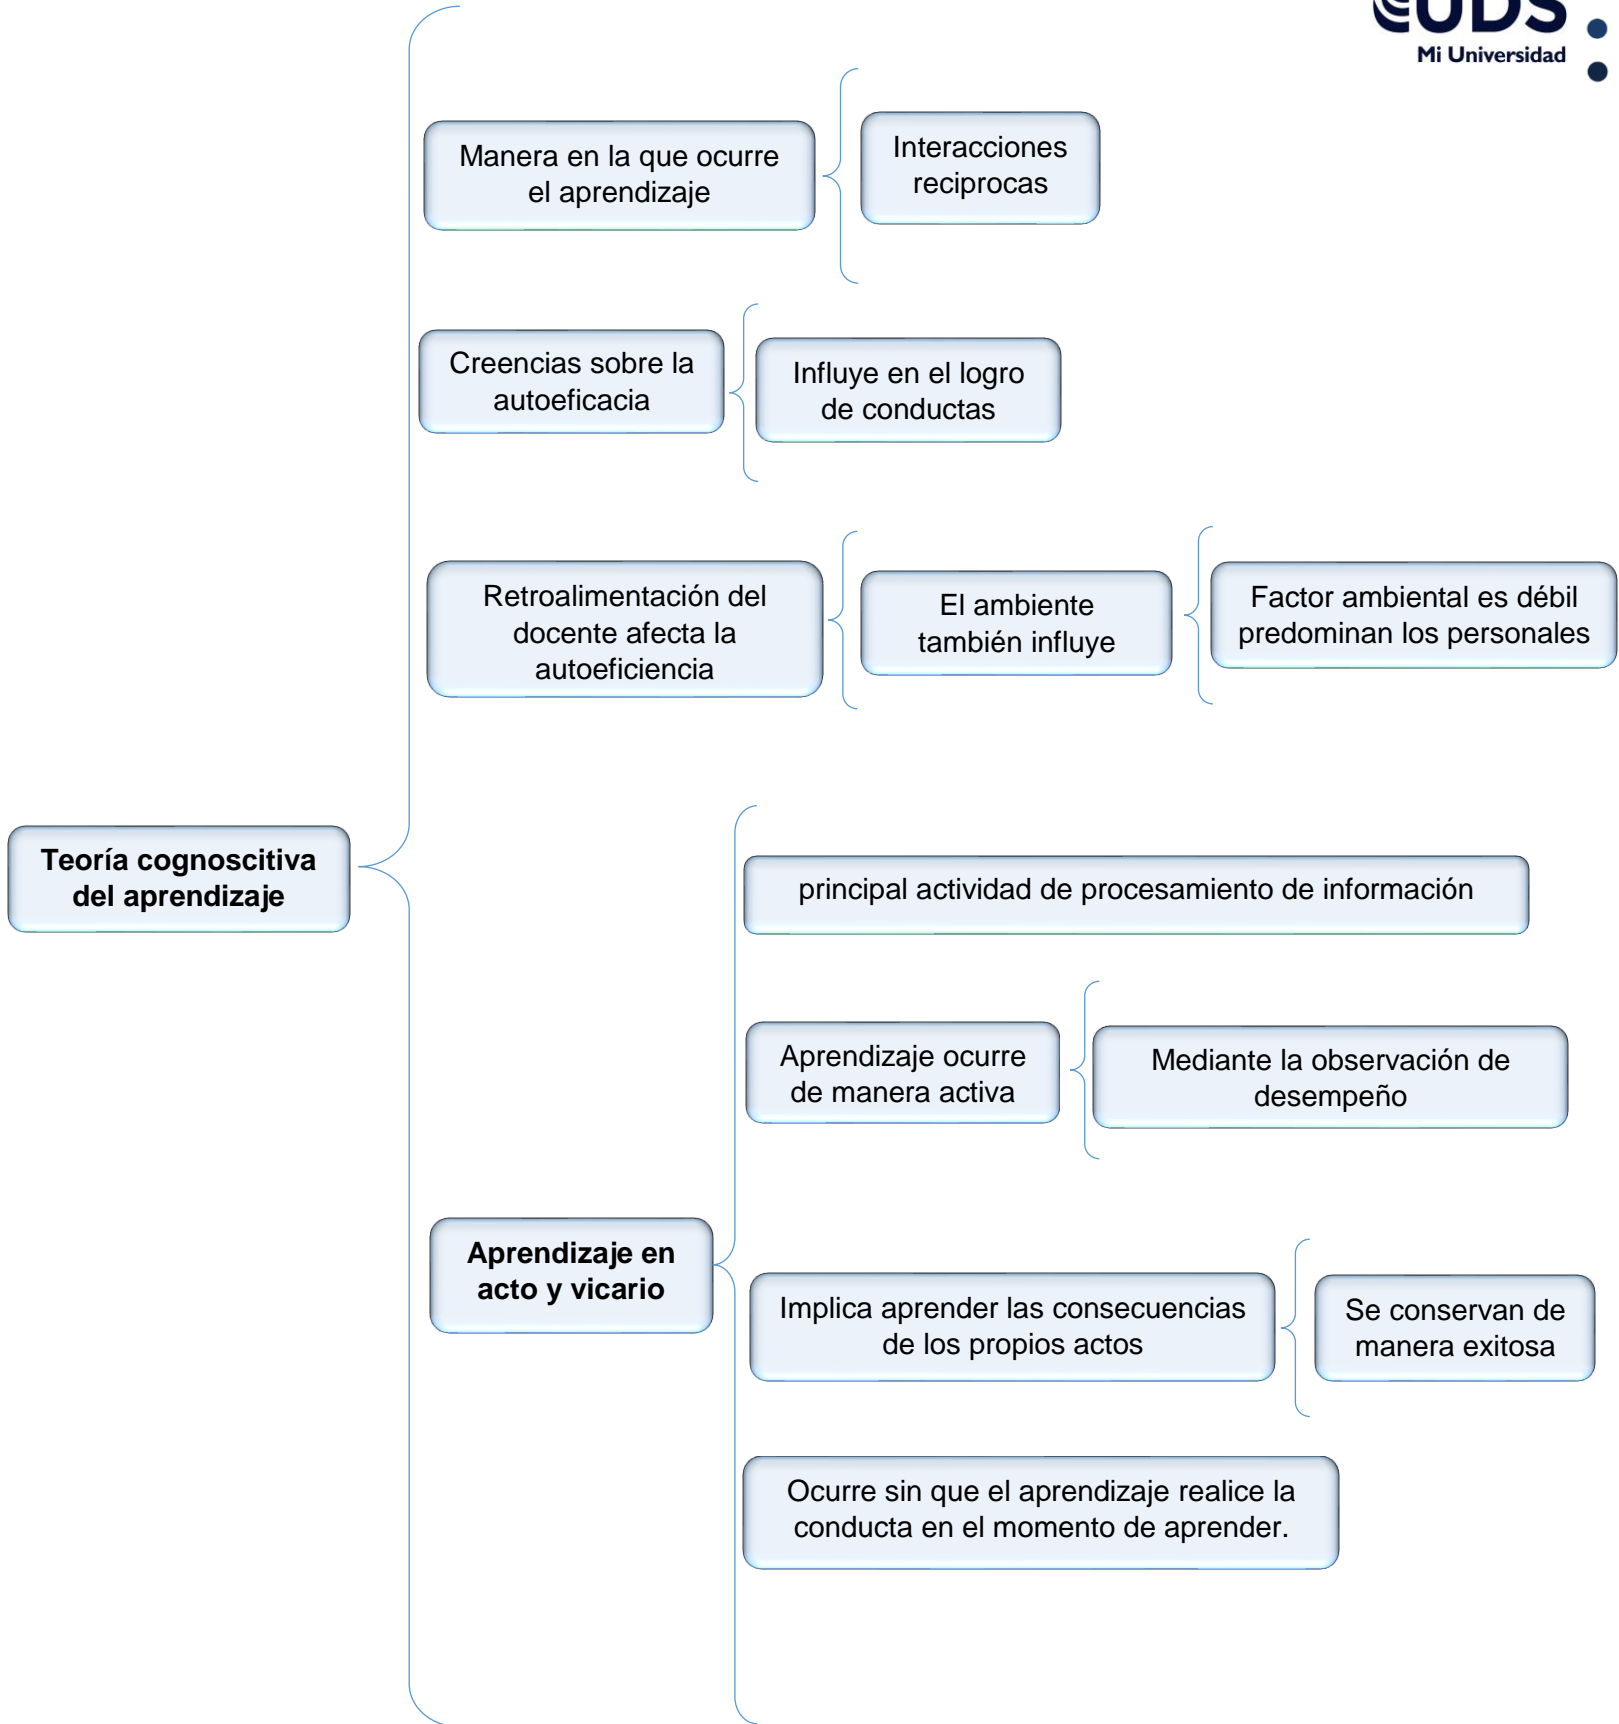 UDS
Mi Universidad
Manera en la que ocurre
el aprendizaje
Interacciones
reciprocas
Creencias sobre la
autoeficacia
Influye en el logro
de conductas
Retroalimentación del
docente afecta la
autoeficiencia
El ambiente
también influye
Factor ambiental es débil
predominan los personales
Teoría cognoscitiva
del aprendizaje
principal actividad de procesamiento de información
Aprendizaje ocurre
de manera activa
Mediante la observación de
desempeño
Aprendizaje en
acto y vicario
Implica aprender las consecuencias
de los propios actos
Se conservan de
manera exitosa
Ocurre sin que el aprendizaje realice la
conducta en el momento de aprender.